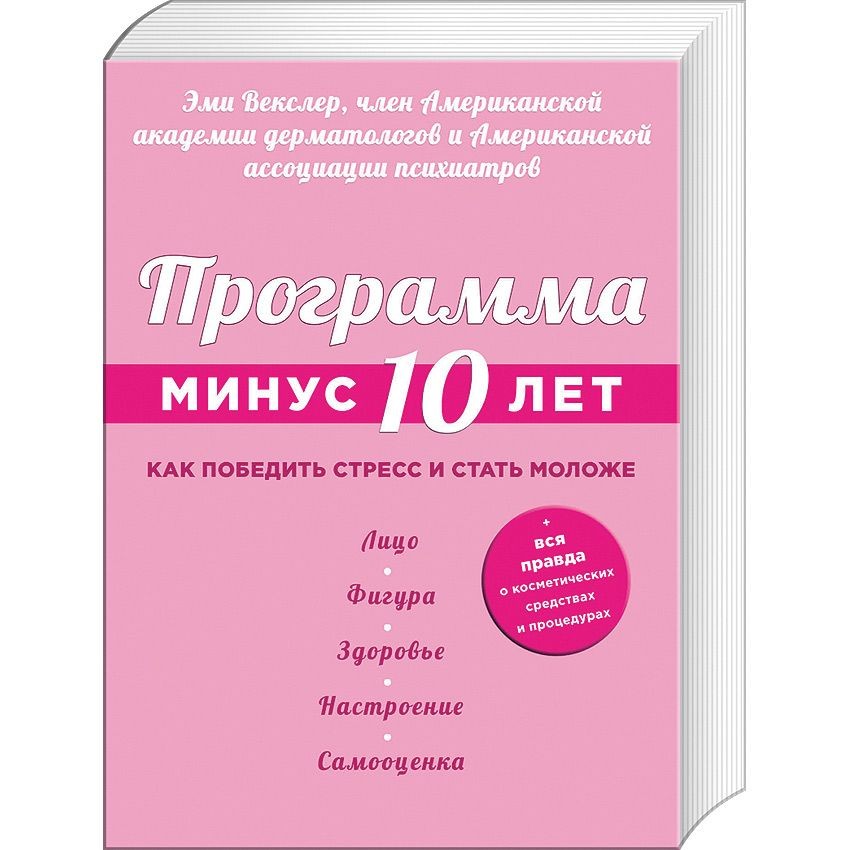 Эми Векслер, член Американской
академии дерматологов и Американской
ассоциации психиатров
Программа
МИНУС 10 ЛЕТ
КАК ПОБЕДИТЬ СТРЕСС И СТАТЬ МОЛОЖЕ
Лицо
Фигура
Здоровье
Настроение
Самооценка
+
ВСЯ
ПРАВДА
О КОСМЕТИЧЕСКИХ
СРЕДСТВАХ
И ПРОЦЕДУРАХ